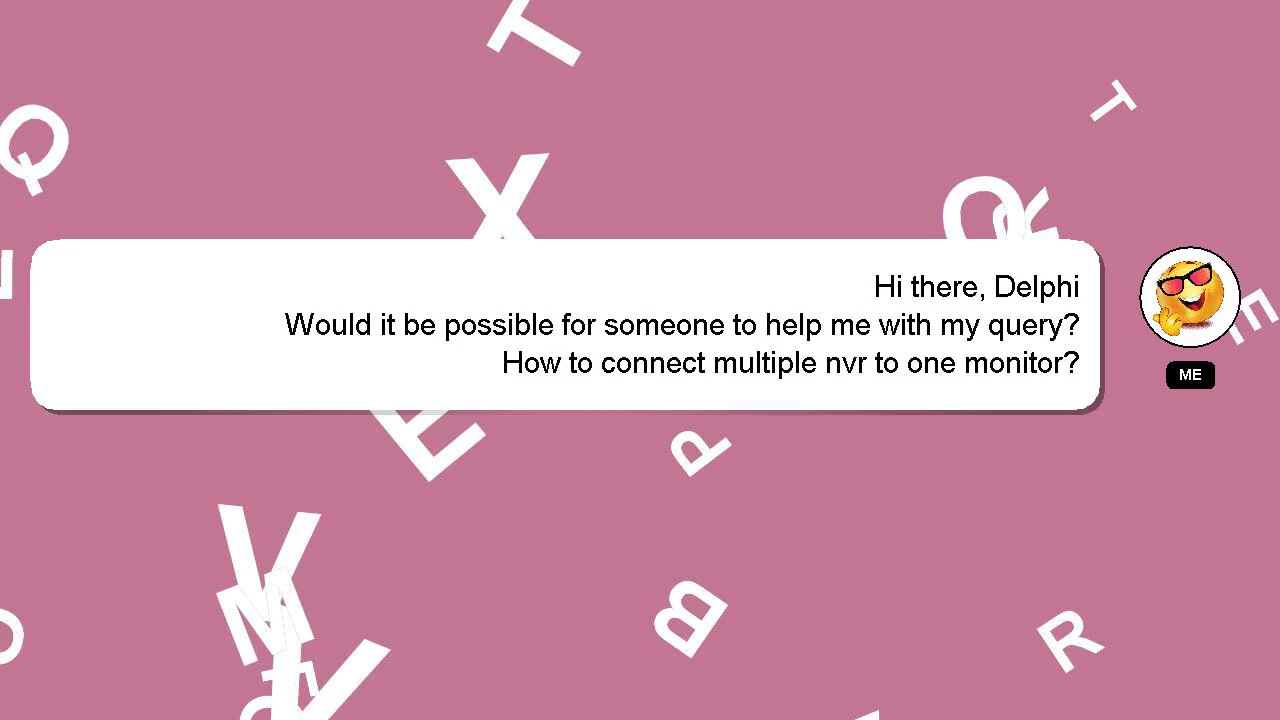 Hi there, Delphi
Would it be possible for someone to help me with my query?
How to connect multiple nvr to one monitor?
ME
T
T
Q
X
Q
R
E
E
P
V
M
B
R